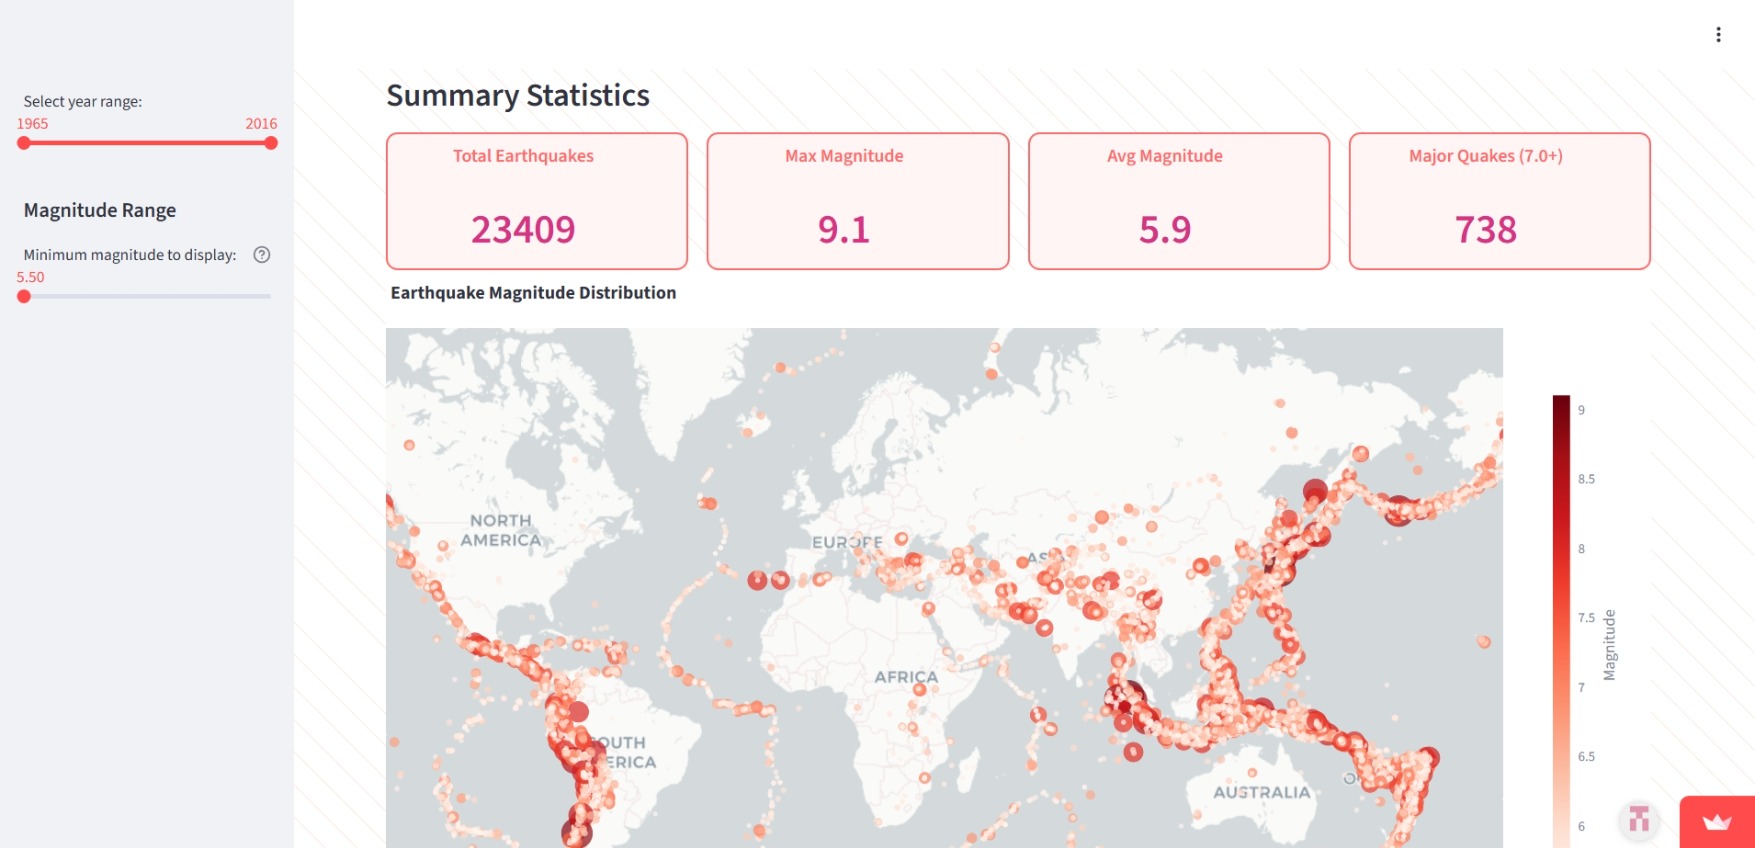 Select year range:
1965 2016
Magnitude Range
Minimum magnitude to display:
5.50
Summary Statistics
Total Earthquakes
23409
Max Magnitude
9.1
Avg Magnitude
5.9
Major Quakes (7.0+)
738
Earthquake Magnitude Distribution
NORTH
AMERICA
EUROPE
AS
AFRICA
OUTH
ERICA
AUSTRALIA
O
9
8.5
8
7.5
7
6.5
6
Magnitude